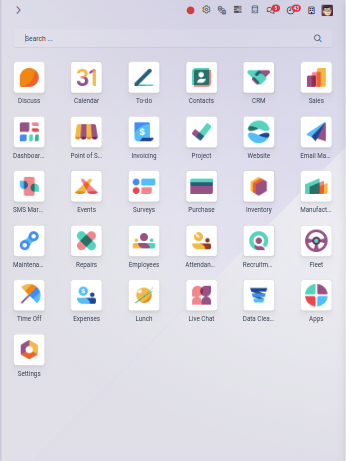 5
43
Search ...
31
Discuss Calendar To-do Contacts CRM Sales
Dashboar... Point of S... Invoicing Project Website Email Ma...
SMS Mar... Events Surveys Purchase Inventory Manufact...
Maintena... Repairs Employees Attendan... Recruitm... Fleet
Time Off Expenses Lunch Live Chat Data Clea... Apps
Settings